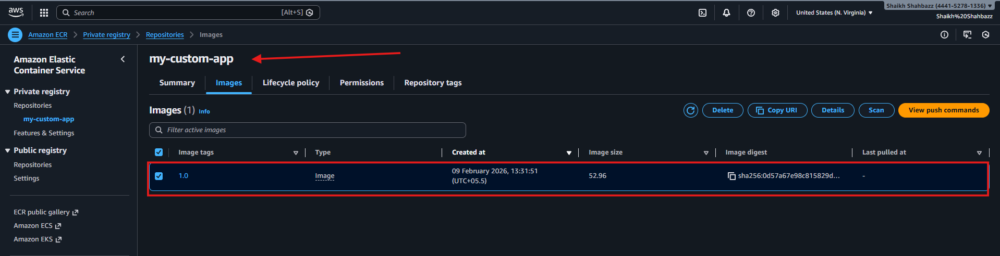 aws
Search
[Alt+S]
United States (N. Virginia)
Shaikh Shahbazz (4441-5278-1336)
Shaikh%20Shahbazz
Amazon ECR
Private registry
Repositories
Images
Amazon Elastic
Container Service
Private registry
Repositories
my-custom-app
Features & Settings
Public registry
Repositories
Settings
ECR public gallery
Amazon ECS
Amazon EKS
my-custom-app
Summary
Images
Lifecycle policy
Permissions
Repository tags
Images (1) Info
Delete
Copy URI
Details
Scan
View push commands
Filter active images
Image tags
Type
Created at
Image size
Image digest
Last pulled at
1.0
Image
09 February 2026, 13:31:51
(UTC+05.5)
52.96
sha256:0d57a67e98c815829d...
-